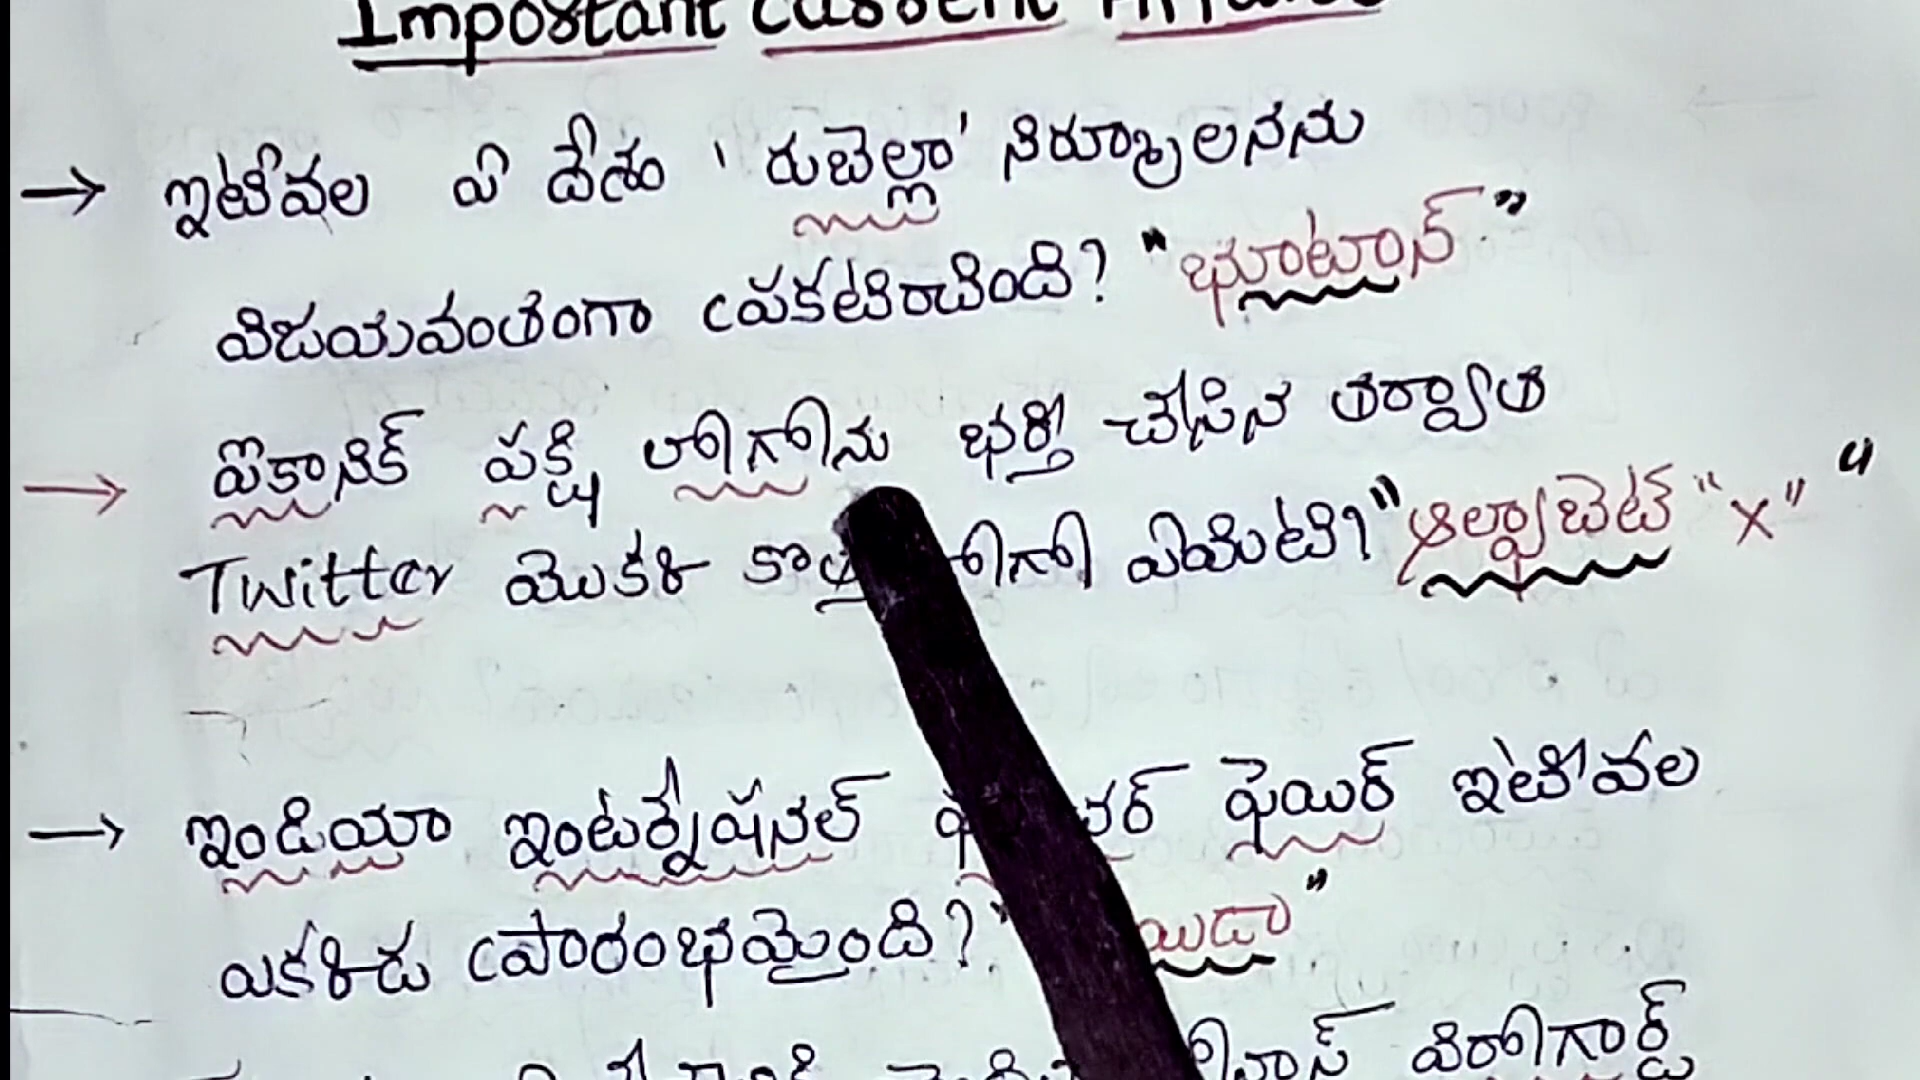 Important Current Affairs
→ ఇటీవల ఏ దేశం 'రుబెల్లా' నిర్మూలనను
విజయవంతంగా ప్రకటించింది? "భూటాన్"
→ ఐకానిక్ పక్షి లోగోను భర్తీ చేసిన తర్వాత
Twitter యొక్క కొత్త లోగో ఏమిటి? "ఆల్ఫాబెట్ "X" "
→ ఇండియా ఇంటర్నేషనల్ ఫెయిర్ ఇటీవల
ఎక్కడ ప్రారంభమైంది?